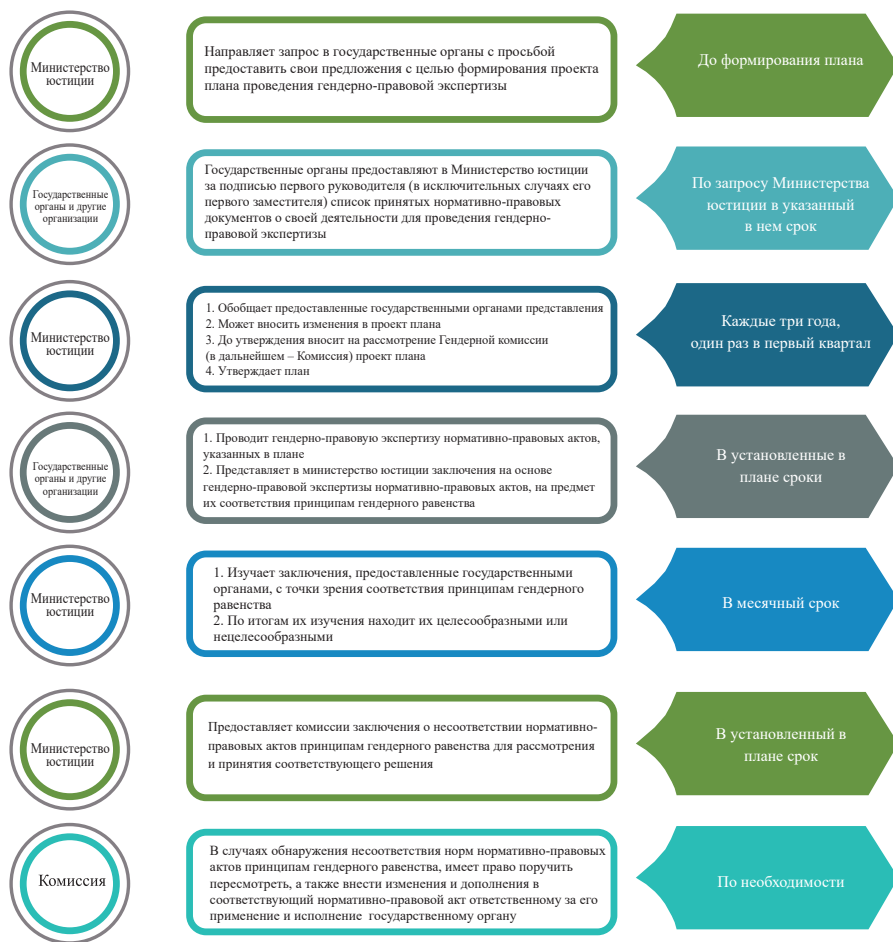 Министерство
юстиции
Направляет запрос в государственные органы с просьбой
предоставить свои предложения с целью формирования проекта
плана проведения гендерно-правовой экспертизы
До формирования плана
Государственные
органы и другие
организации
Государственные органы предоставляют в Министерство юстиции
за подписью первого руководителя (в исключительных случаях его
первого заместителя) список принятых нормативно-правовых
документов о своей деятельности для проведения гендерно-
правовой экспертизы
По запросу Министерства
юстиции в указанный
в нем срок
Министерство
юстиции
1. Обобщает предоставленные государственными органами представления
2. Может вносить изменения в проект плана
3. До утверждения вносит на рассмотрение Гендерной комиссии
(в дальнейшем – Комиссия) проект плана
4. Утверждает план
Каждые три года,
один раз в первый квартал
Государственные
органы и другие
организации
1. Проводит гендерно-правовую экспертизу нормативно-правовых актов,
указанных в плане
2. Представляет в министерство юстиции заключения на основе
гендерно-правовой экспертизы нормативно-правовых актов, на предмет
их соответствия принципам гендерного равенства
В установленные в
плане сроки
Министерство
юстиции
1. Изучает заключения, предоставленные государственными
органами, с точки зрения соответствия принципам гендерного
равенства
2. По итогам их изучения находит их целесообразными или
нецелесообразными
В месячный срок
Министерство
юстиции
Предоставляет комиссии заключения о несоответствии нормативно-
правовых актов принципам гендерного равенства для рассмотрения
и принятия соответствующего решения
В установленный в
плане срок
Комиссия
В случаях обнаружения несоответствия норм нормативно-правовых
актов принципам гендерного равенства, имеет право поручить
пересмотреть, а также внести изменения и дополнения в
соответствующий нормативно-правовой акт ответственному за его
применение и исполнение государственному органу
По необходимости